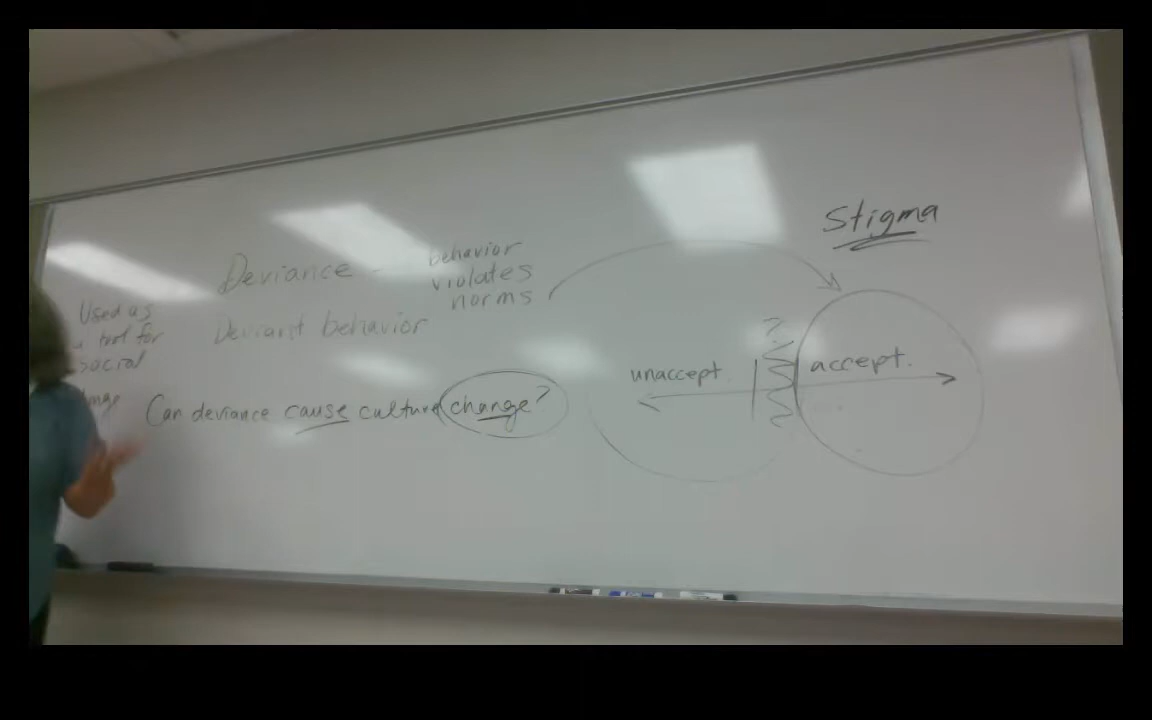 Stigma
Deviance - behavior
violates
norms
Used as
tool for
social
Deviant behavior
?
unaccept.
accept.
Can deviance cause culture change?